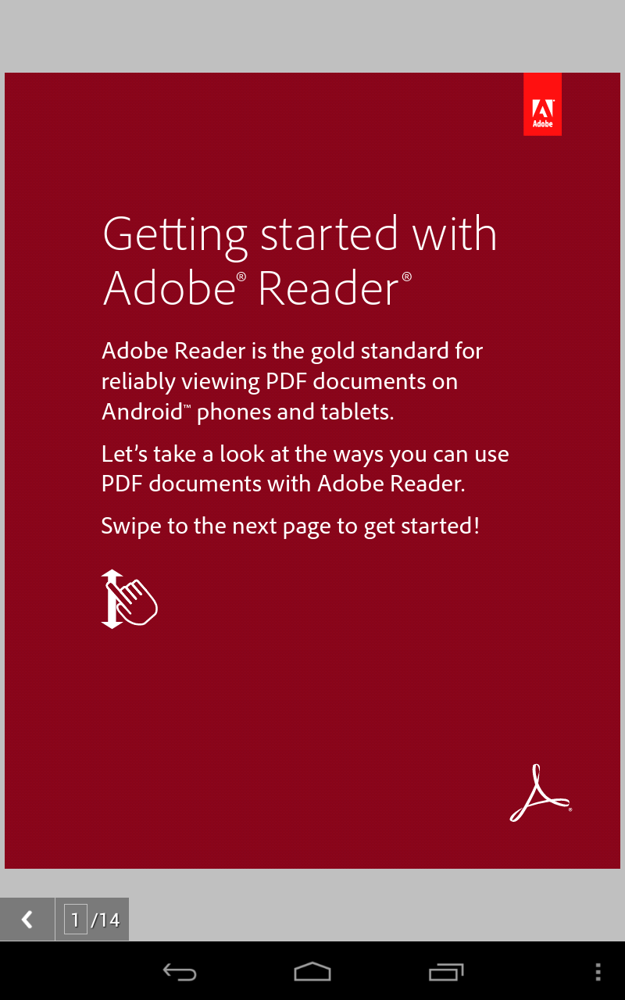 Adobe
Getting started with
Adobe® Reader®
Adobe Reader is the gold standard for
reliably viewing PDF documents on
Android™ phones and tablets.
Let’s take a look at the ways you can use
PDF documents with Adobe Reader.
Swipe to the next page to get started!
®
1 /14